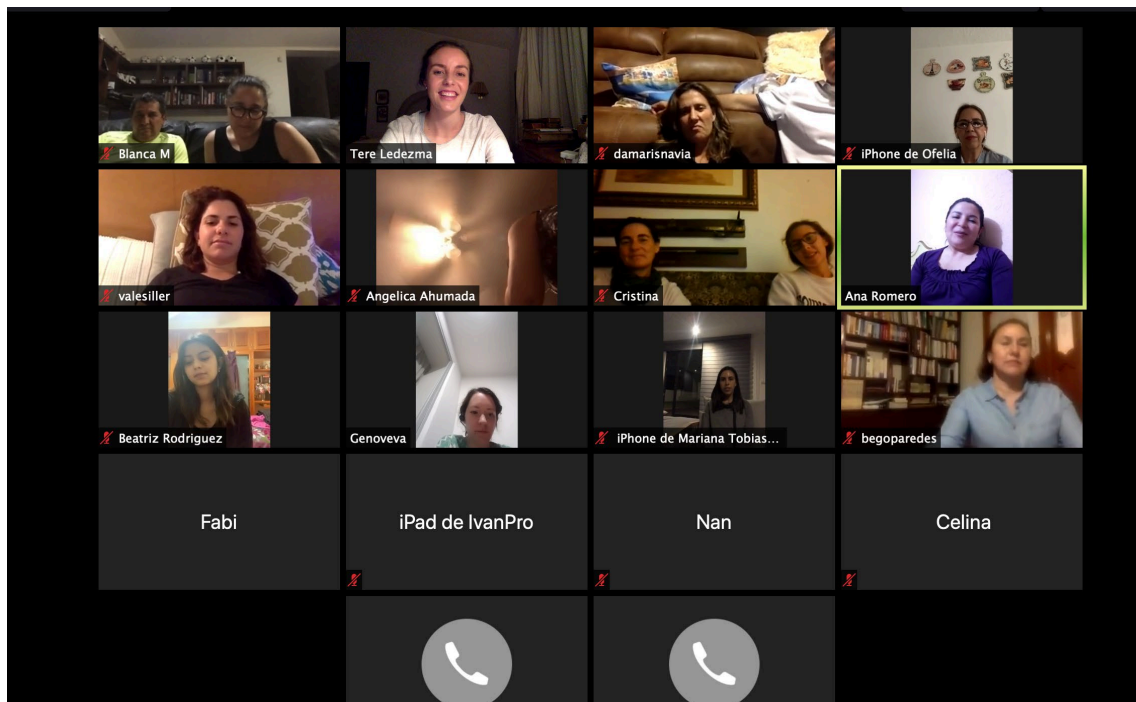 Blanca M
Tere Ledezma
damarisnavia
iPhone de Ofelia
valesiller
Angelica Ahumada
Cristina
Ana Romero
Beatriz Rodriguez
Genoveva
iPhone de Mariana Tobias...
begoparedes
Fabi
iPad de IvanPro
Nan
Celina